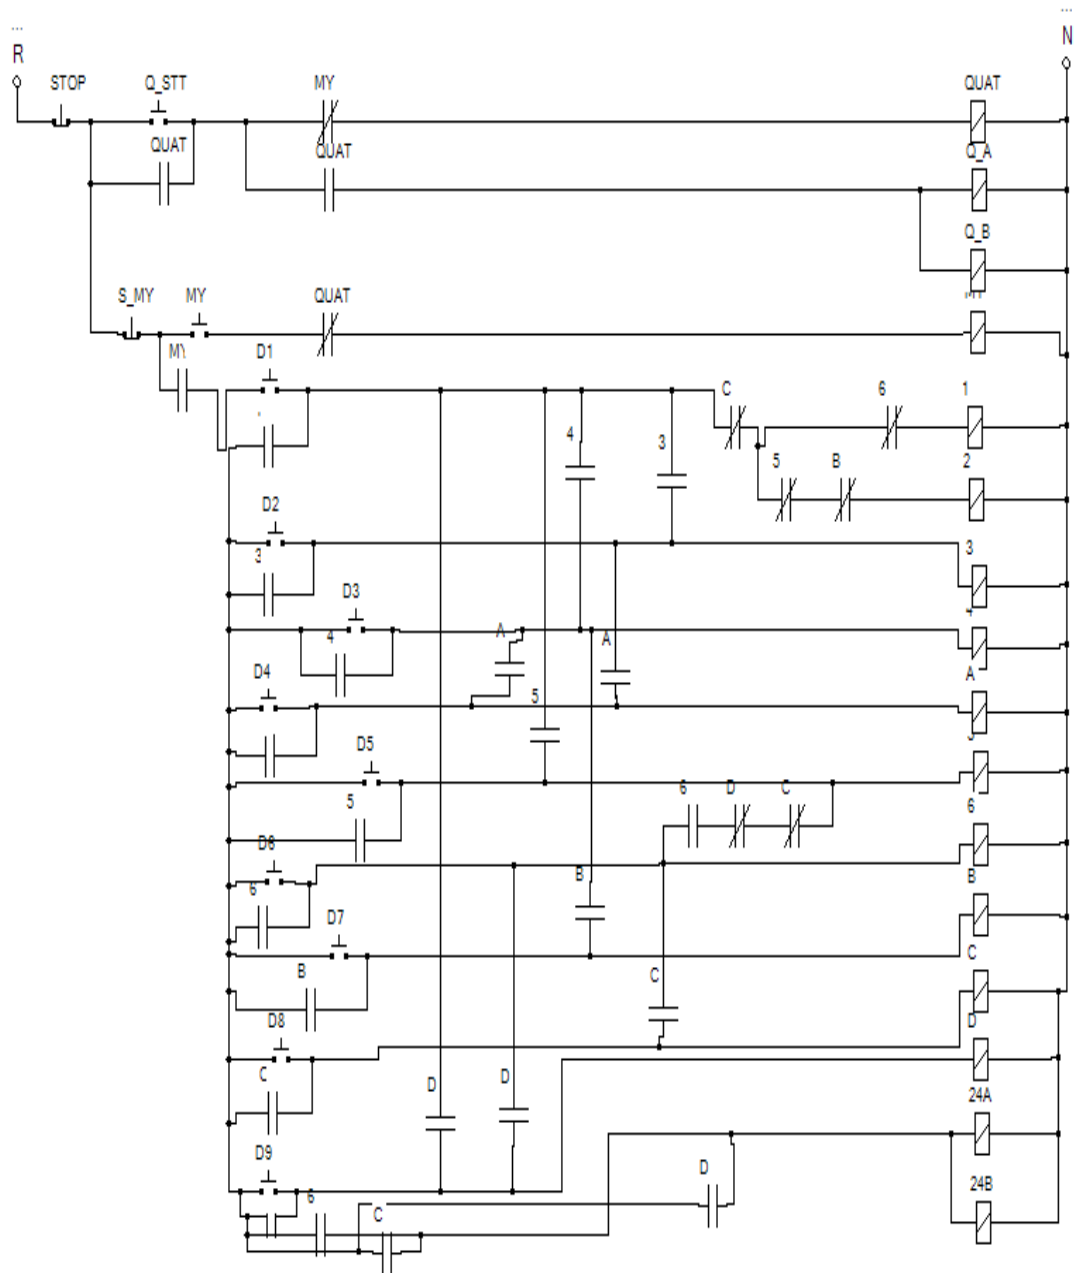 ... ...
R N
STOP Q_STT MY QUAT
QUAT QUAT Q_A
Q_B
S_MY MY QUAT
D1
C 6 1
4 3
5 B 2
D2
3 3
D3
4 A A
D4 A
5
D5
5 6 D C 6
D6
6 B B
D7
B C C
D8 D
C D D 24A
D9 D 24B
6 C